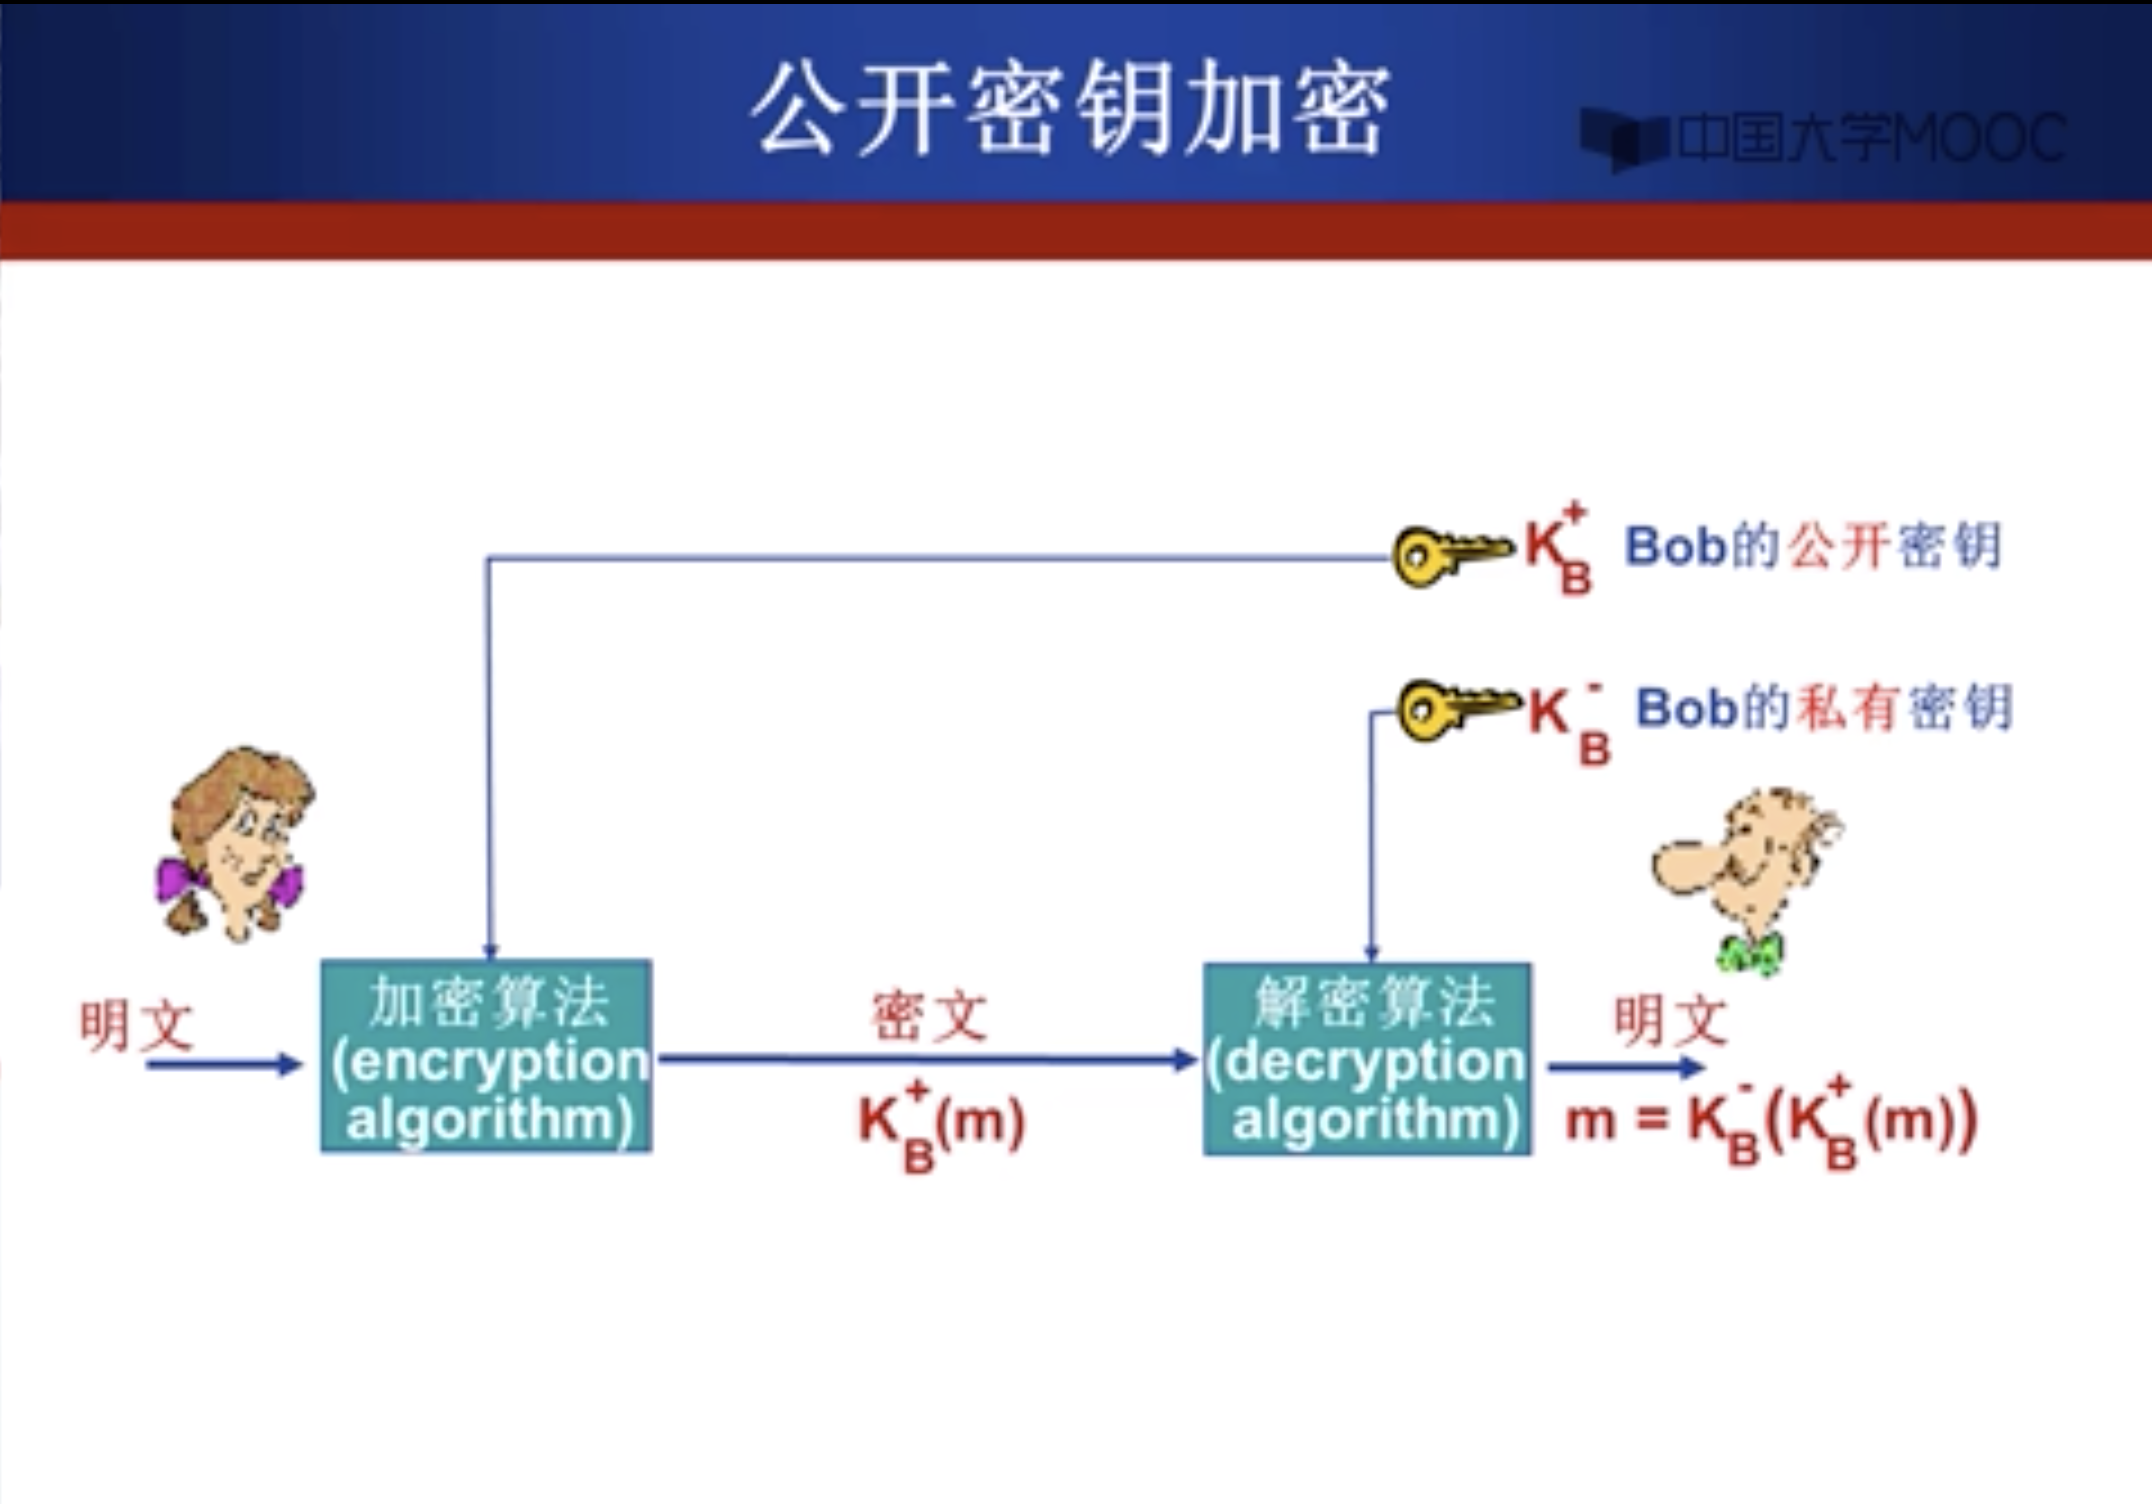 公开密钥加密
中国大学MOOC
K_B^+ Bob的公开密钥
K_B^- Bob的私有密钥
明文
加密算法
(encryption
algorithm)
密文
K_B^+(m)
解密算法
(decryption
algorithm)
明文
m = K_B^-(K_B^+(m))